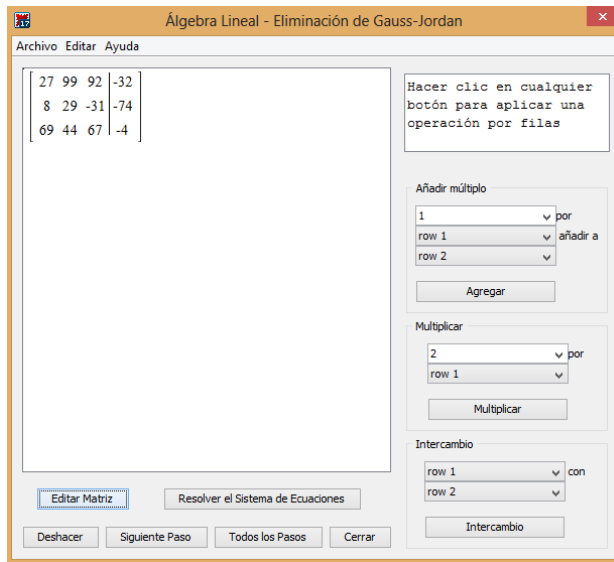 Álgebra Lineal - Eliminación de Gauss-Jordan
Archivo Editar Ayuda
27 99 92 -32
8 29 -31 -74
69 44 67 -4
Hacer clic en cualquier
botón para aplicar una
operación por filas
Añadir múltiplo
1 por
row 1 añadir a
row 2
Agregar
Multiplicar
2 por
row 1
Multiplicar
Intercambio
row 1 con
row 2
Intercambio
Editar Matriz Resolver el Sistema de Ecuaciones
Deshacer Siguiente Paso Todos los Pasos Cerrar